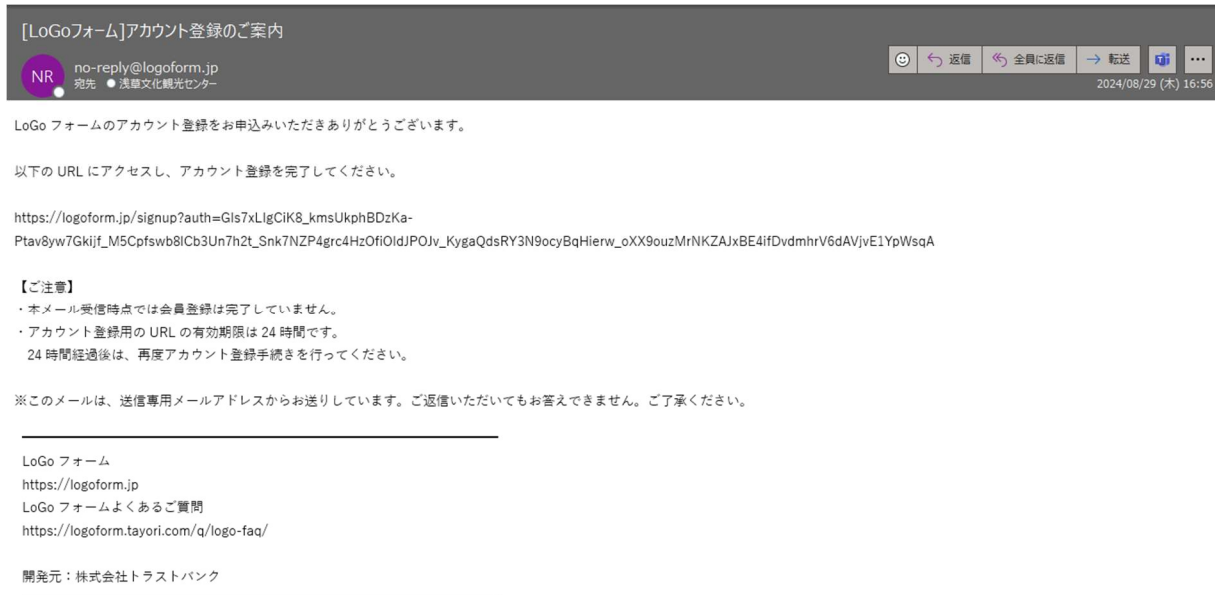 [LoGoフォーム]アカウント登録のご案内
NR
no-reply@logoform.jp
宛先 浅草文化観光センター
返信 全員に返信 転送
2024/08/29 (木) 16:56
LoGo フォームのアカウント登録をお申込みいただきありがとうございます。
以下の URL にアクセスし、アカウント登録を完了してください。
https://logoform.jp/signup?auth=Gls7xLIgCiK8_kmsUkphBDzKa-
Ptav8yw7Gkijf_M5Cpfswb8lCb3Un7h2t_Snk7NZP4grc4HzOfiOldJPOJv_KygaQdsRY3N9ocyBqHierw_oXX9ouzMrNKZAJxBE4ifDvdmhrV6dAVjvE1YpWsqA
【ご注意】
・本メール受信時点では会員登録は完了していません。
・アカウント登録用の URL の有効期限は 24 時間です。
24 時間経過後は、再度アカウント登録手続きを行ってください。
※このメールは、送信専用メールアドレスからお送りしています。ご返信いただいてもお答えできません。ご了承ください。
LoGo フォーム
https://logoform.jp
LoGo フォームよくあるご質問
https://logoform.tayori.com/q/logo-faq/
開発元：株式会社トラストバンク